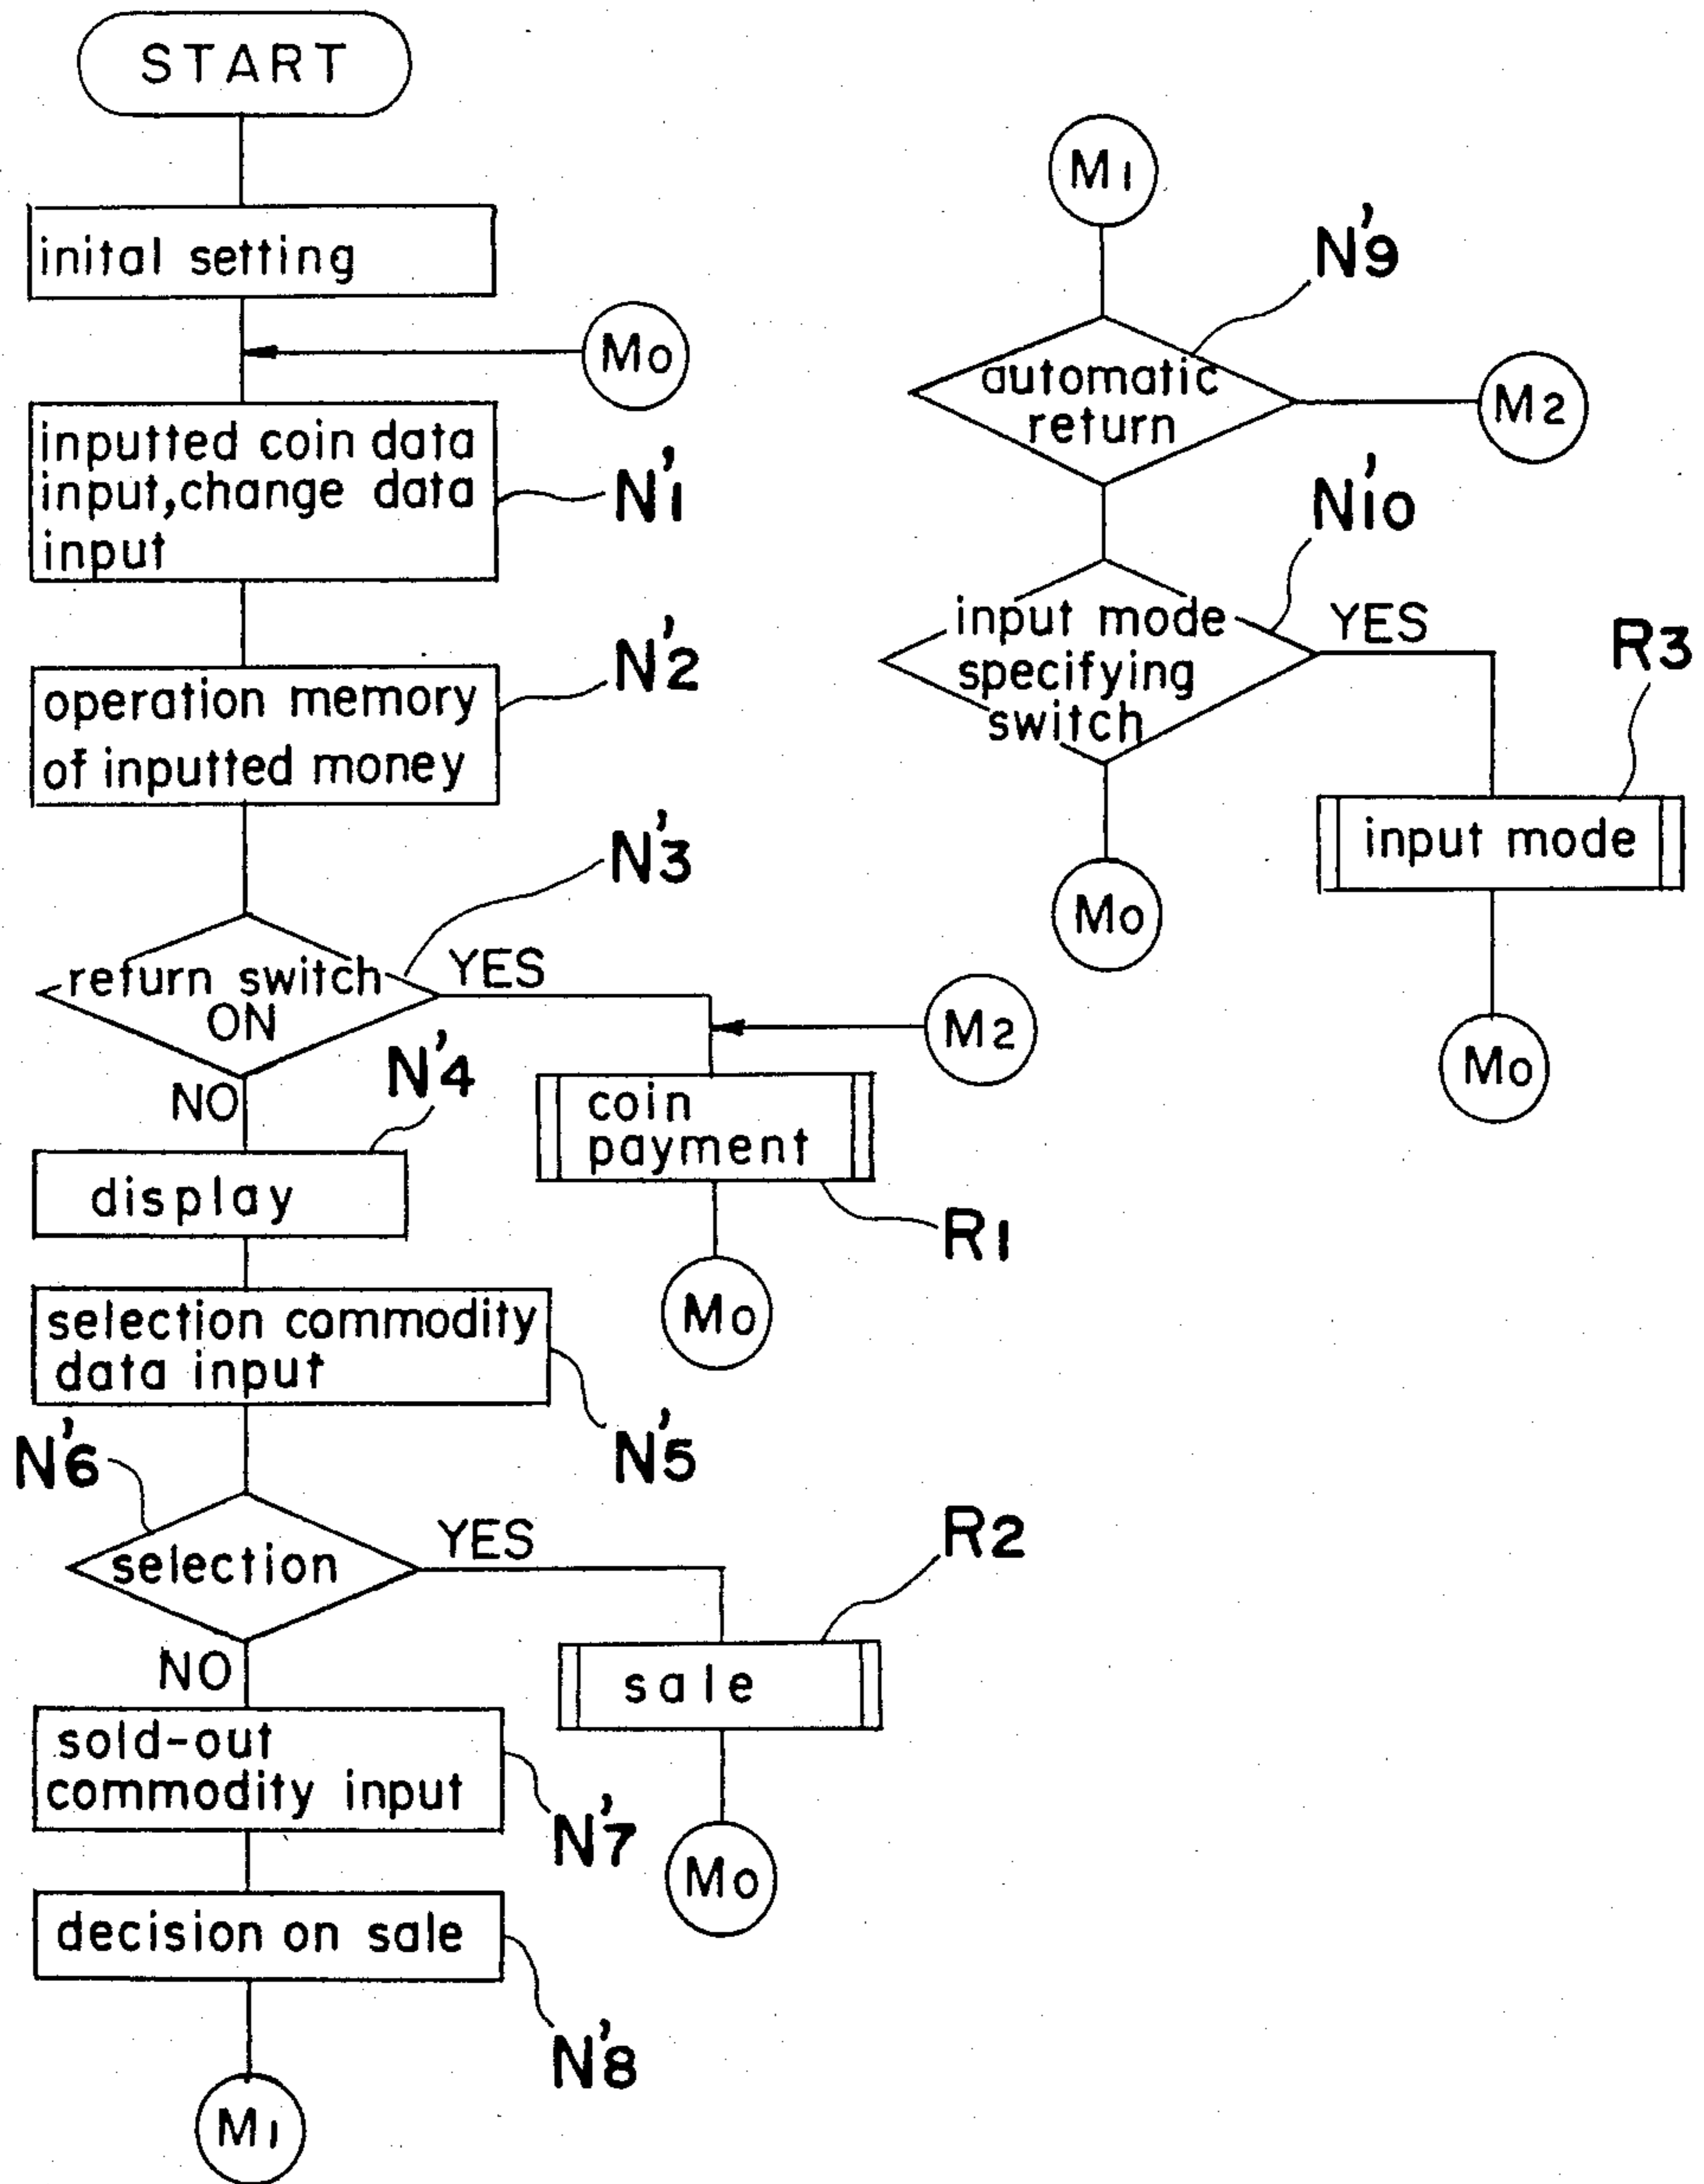 START
inital setting
Mo
inputted coin data
input, change data
input
N'1
operation memory
of inputted money
N'2
N'3
return switch
ON
YES
NO
M2
N'4
coin
payment
display
R1
Mo
selection commodity
data input
N'5
N'6
selection
YES
NO
R2
sale
sold-out
commodity input
N'7
Mo
decision on sale
N'8
M1
M1
N'9
automatic
return
M2
N'10
input mode
specifying
switch
YES
R3
input mode
Mo
Mo